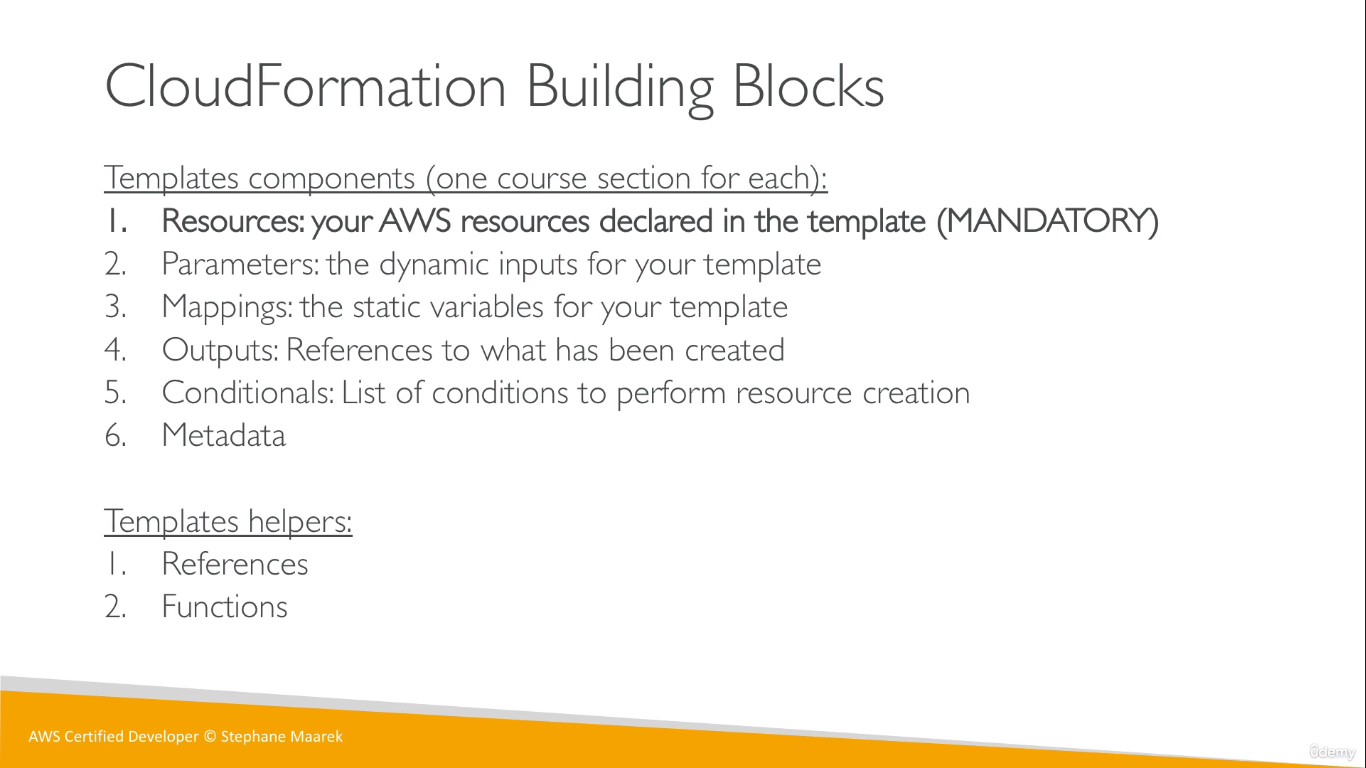 CloudFormation Building Blocks
Templates components (one course section for each):
1. Resources: your AWS resources declared in the template (MANDATORY)
2. Parameters: the dynamic inputs for your template
3. Mappings: the static variables for your template
4. Outputs: References to what has been created
5. Conditionals: List of conditions to perform resource creation
6. Metadata
Templates helpers:
1. References
2. Functions
AWS Certified Developer © Stephane Maarek
ûdemy